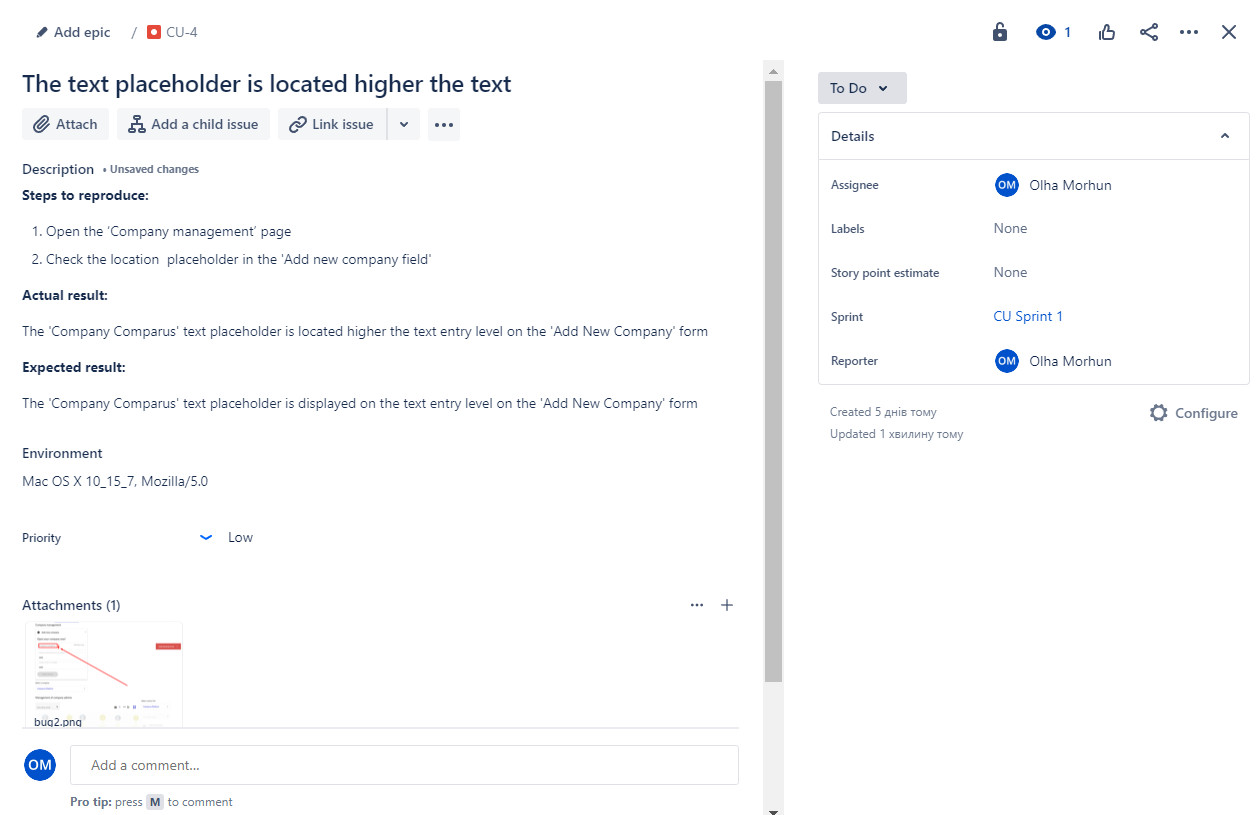 Add epic / CU-4
1
The text placeholder is located higher the text
Attach Add a child issue Link issue
Description • Unsaved changes
Steps to reproduce:
1. Open the ‘Company management’ page
2. Check the location  placeholder in the 'Add new company field'
Actual result:
The 'Company Comparus' text placeholder is located higher the text entry level on the 'Add New Company' form
Expected result:
The 'Company Comparus' text placeholder is displayed on the text entry level on the 'Add New Company' form
Environment
Mac OS X 10_15_7, Mozilla/5.0
Priority Low
Attachments (1)
bug2.png
OM Add a comment…
Pro tip: press M to comment
To Do
Details
Assignee OM Olha Morhun
Labels None
Story point estimate None
Sprint CU Sprint 1
Reporter OM Olha Morhun
Created 5 днів тому
Configure
Updated 1 хвилину тому